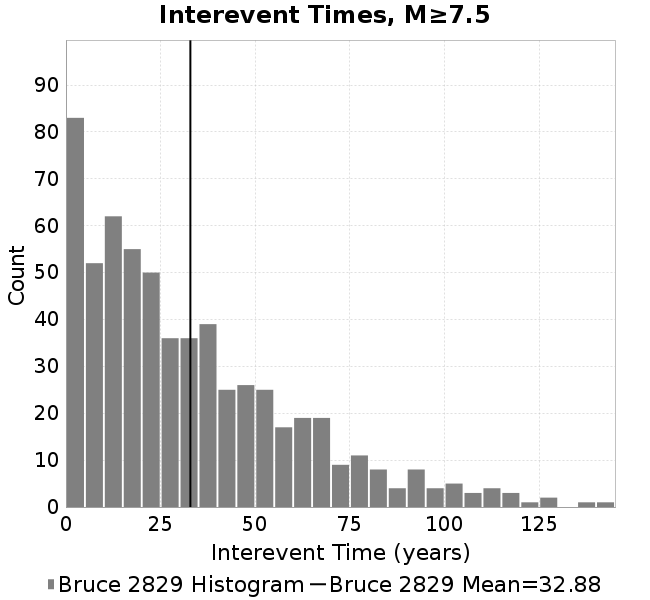 Interevent Times, M≥7.5
90
80
70
60
50
40
30
20
10
0
Count
0 25 50 75 100 125
Interevent Time (years)
Bruce 2829 Histogram Bruce 2829 Mean=32.88